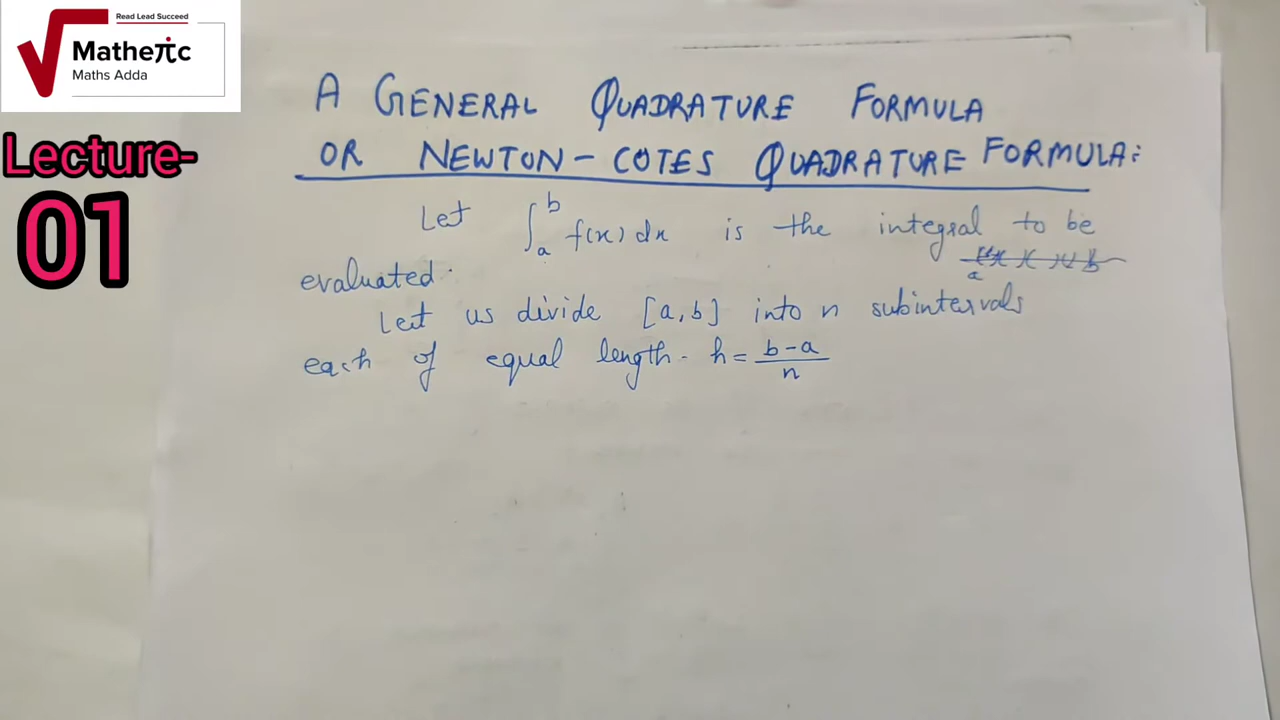 Read Lead Succeed
Matheπc
Maths Adda
Lecture-
01
A GENERAL QUADRATURE FORMULA
OR NEWTON-COTES QUADRATURE FORMULA:
Let ∫_a^b f(x) dx is the integral to be
evaluated.
a b
Let us divide [a, b] into n subintervals
each of equal length. h = (b-a)/n